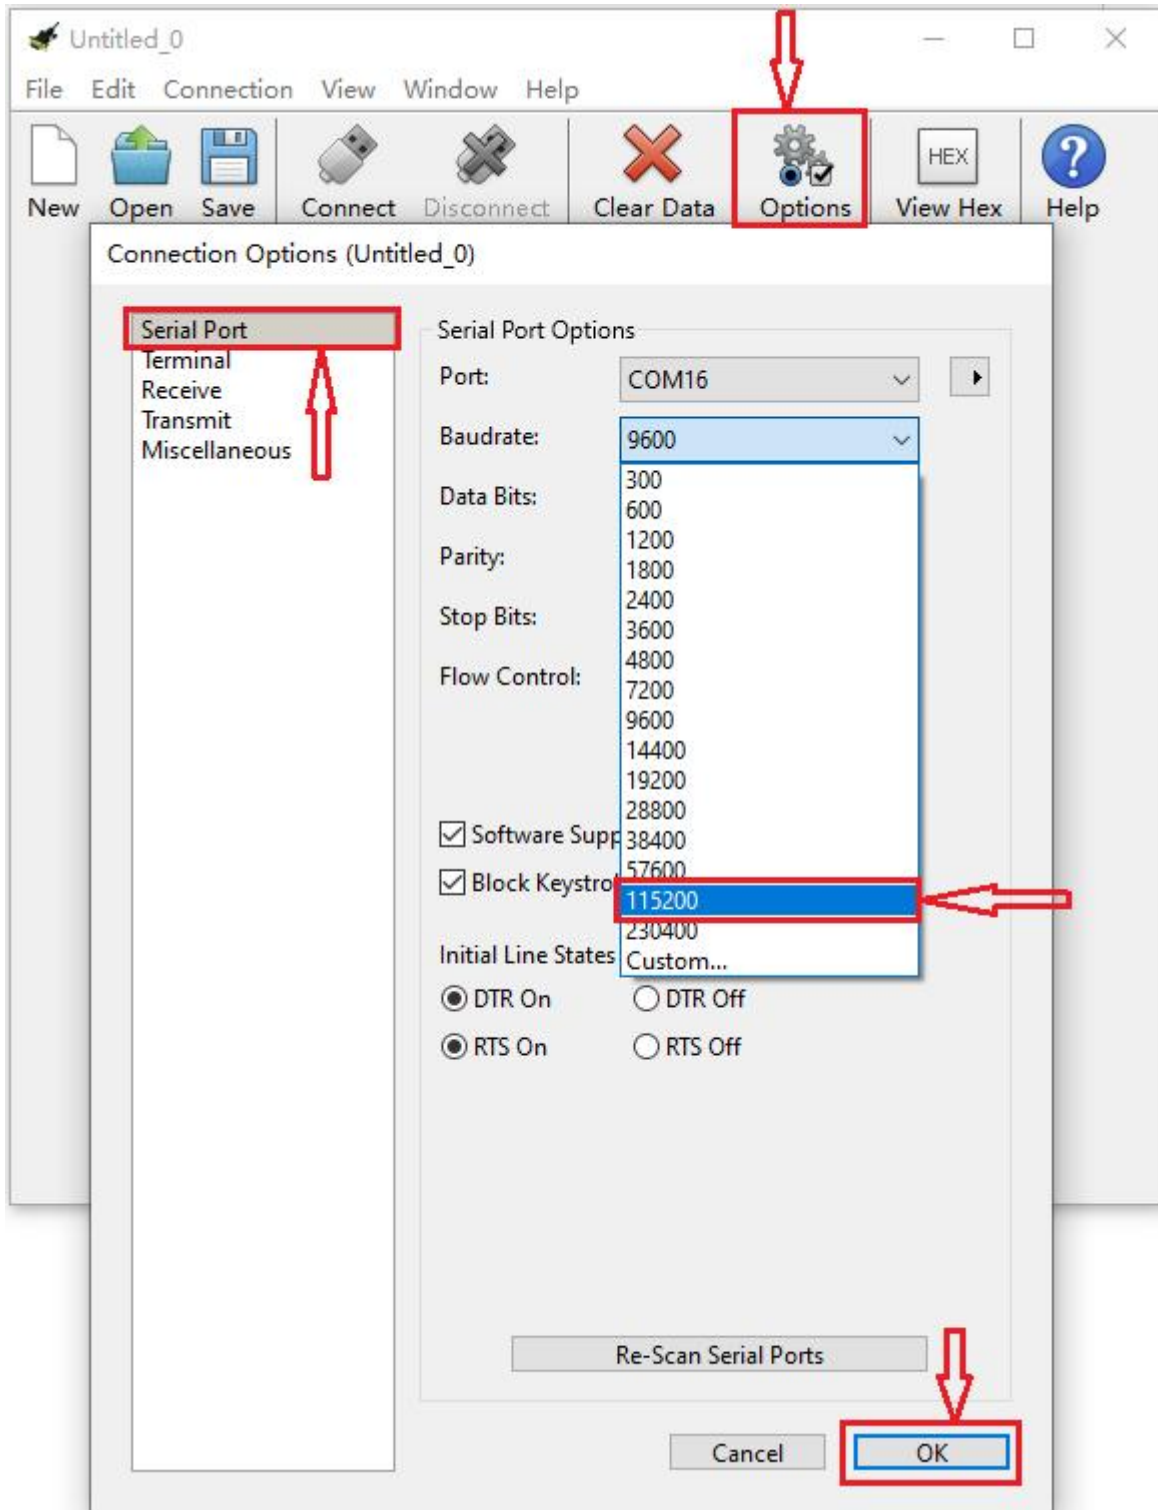 Untitled_0
File Edit Connection View Window Help
HEX
New Open Save Connect Disconnect Clear Data Options View Hex Help
Connection Options (Untitled_0)
Serial Port
Terminal
Receive
Transmit
Miscellaneous
Serial Port Options
Port: COM16
Baudrate: 9600
300
Data Bits:
600
1200
Parity:
1800
2400
Stop Bits:
3600
4800
Flow Control:
7200
9600
14400
19200
28800
Software Supp
38400
57600
Block Keystro
115200
230400
Initial Line States
Custom...
DTR On DTR Off
RTS On RTS Off
Re-Scan Serial Ports
Cancel OK